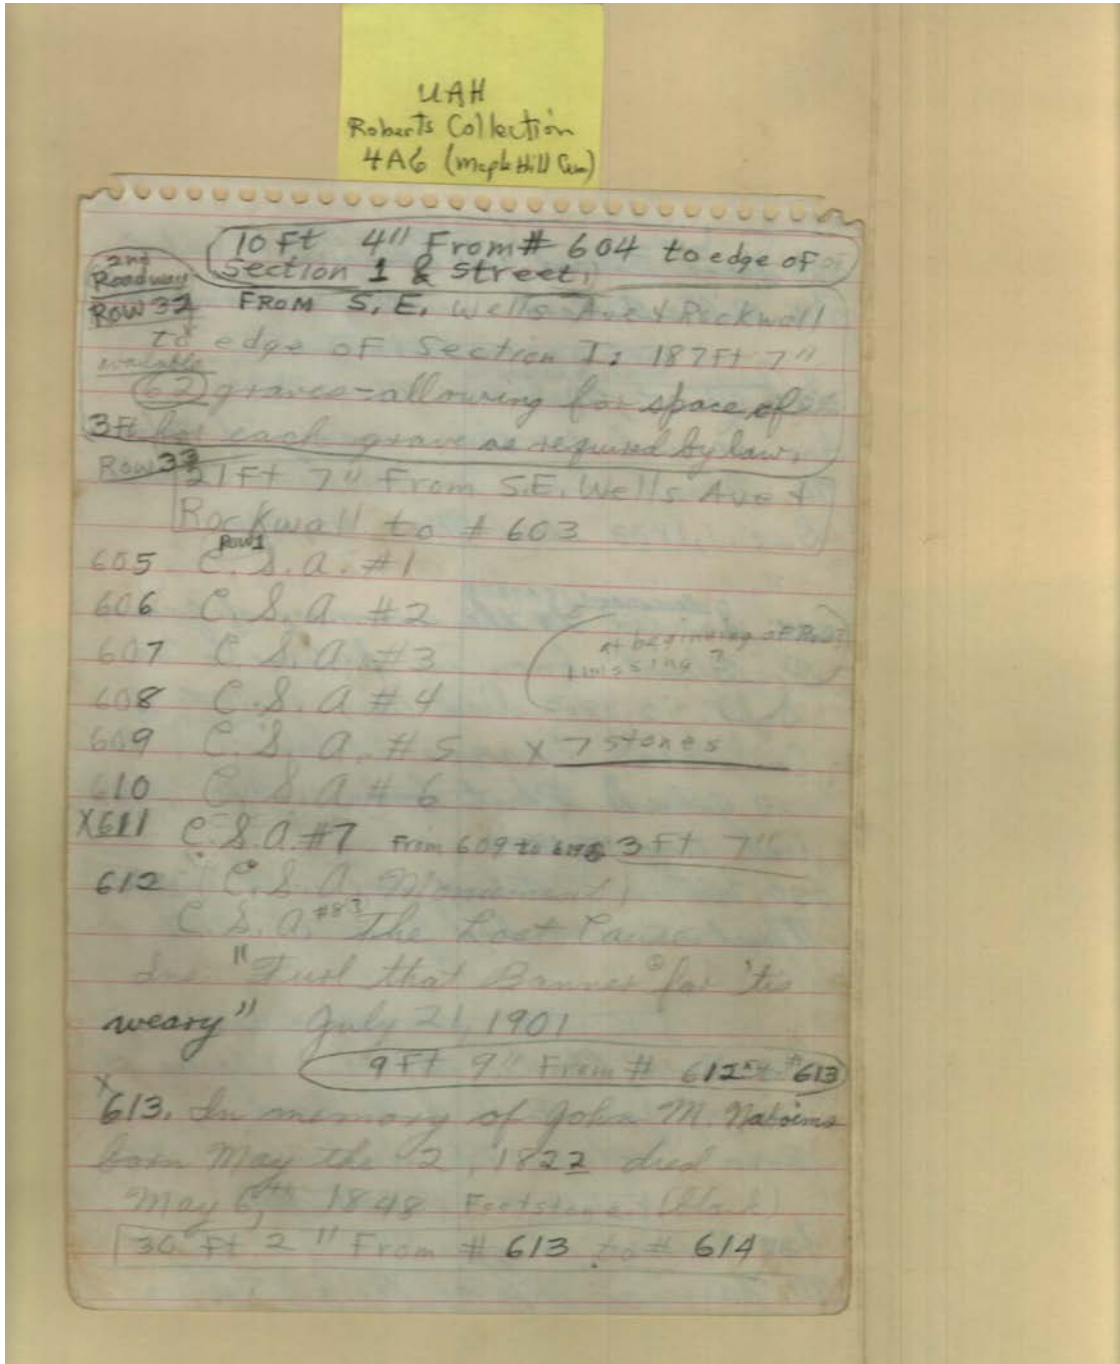 UAH
Roberts Collection
4A6 (Maple Hill Cem)
10 Ft 4" From # 604 to edge of
Section 1 & street,
2nd
Roadway
ROW 32 FROM S. E. Wells Ave & Rockwall
to edge OF Section I: 187 Ft 7"
available
62 graves-allowing for space of
3 ft for each grave as required by law.
Row 33
21 Ft 7" From S.E. Wells Ave &
Rockwall to # 603
Row 1
605 C.S.A. #1
606 C.S.A #2
at beginning of
607 C.S.A. #3
missing ?
608 C.S.A #4
609 C.S.A. #5 X 7 stones
610 C.S.A # 6
X611 C.S.A. #7 From 609 to 3 FT 7"
612 C.S.A. Monument
C.S.A. #83 The Lost Cause
"Furl that Banner for 'tis
weary" July 21, 1901
9 Ft 9" From # 612 #613
X
613. In memory of John M.
born May the 2, 1822 died
May 6th 1848 Footstone
30 Ft 2" From # 613 to # 614